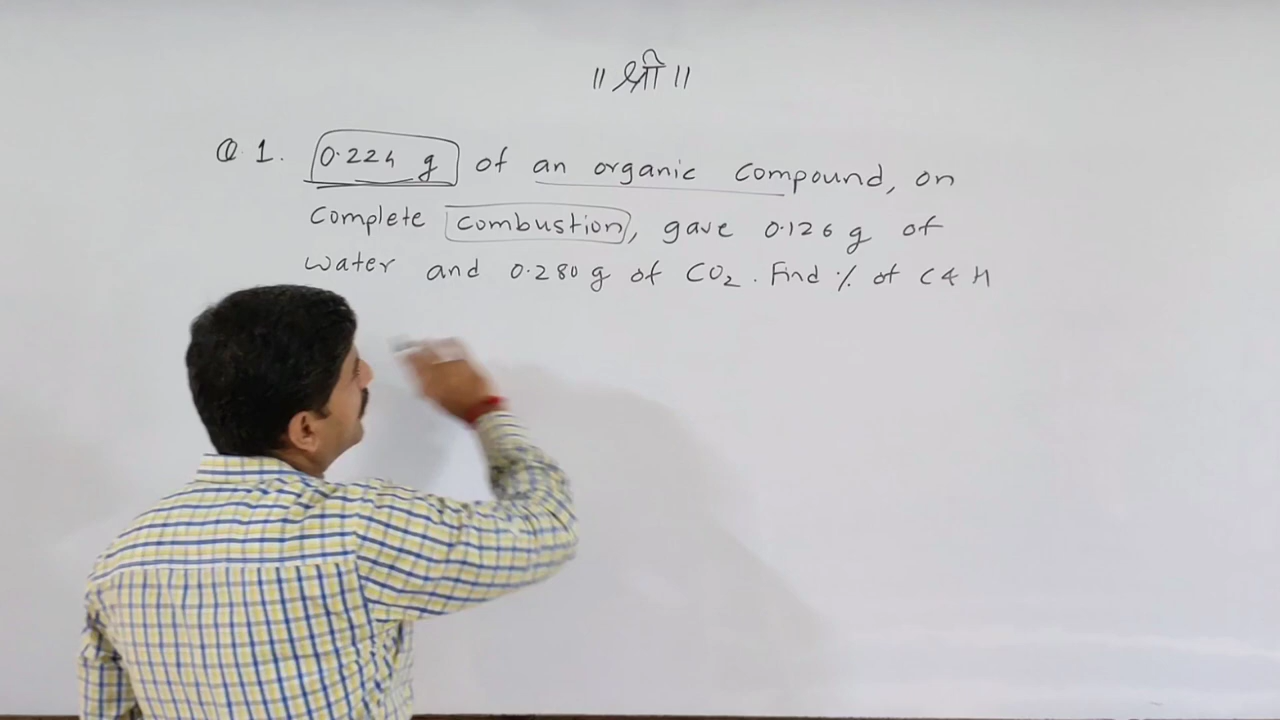 ॥ श्री ॥
Q 1. 0.224 g of an organic compound, on
complete combustion, gave 0.126 g of
water and 0.280 g of CO₂. Find % of C & H